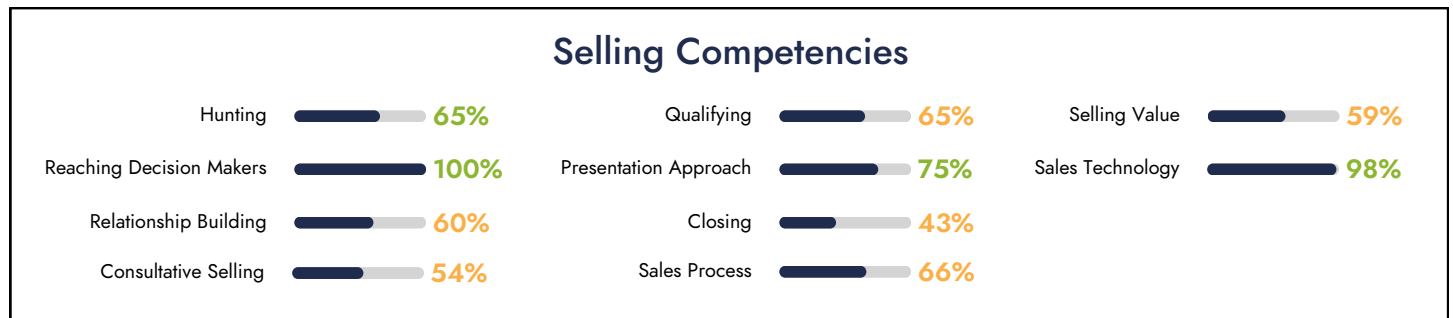 Selling Competencies
Hunting 65%
Reaching Decision Makers 100%
Relationship Building 60%
Consultative Selling 54%
Qualifying 65%
Presentation Approach 75%
Closing 43%
Sales Process 66%
Selling Value 59%
Sales Technology 98%